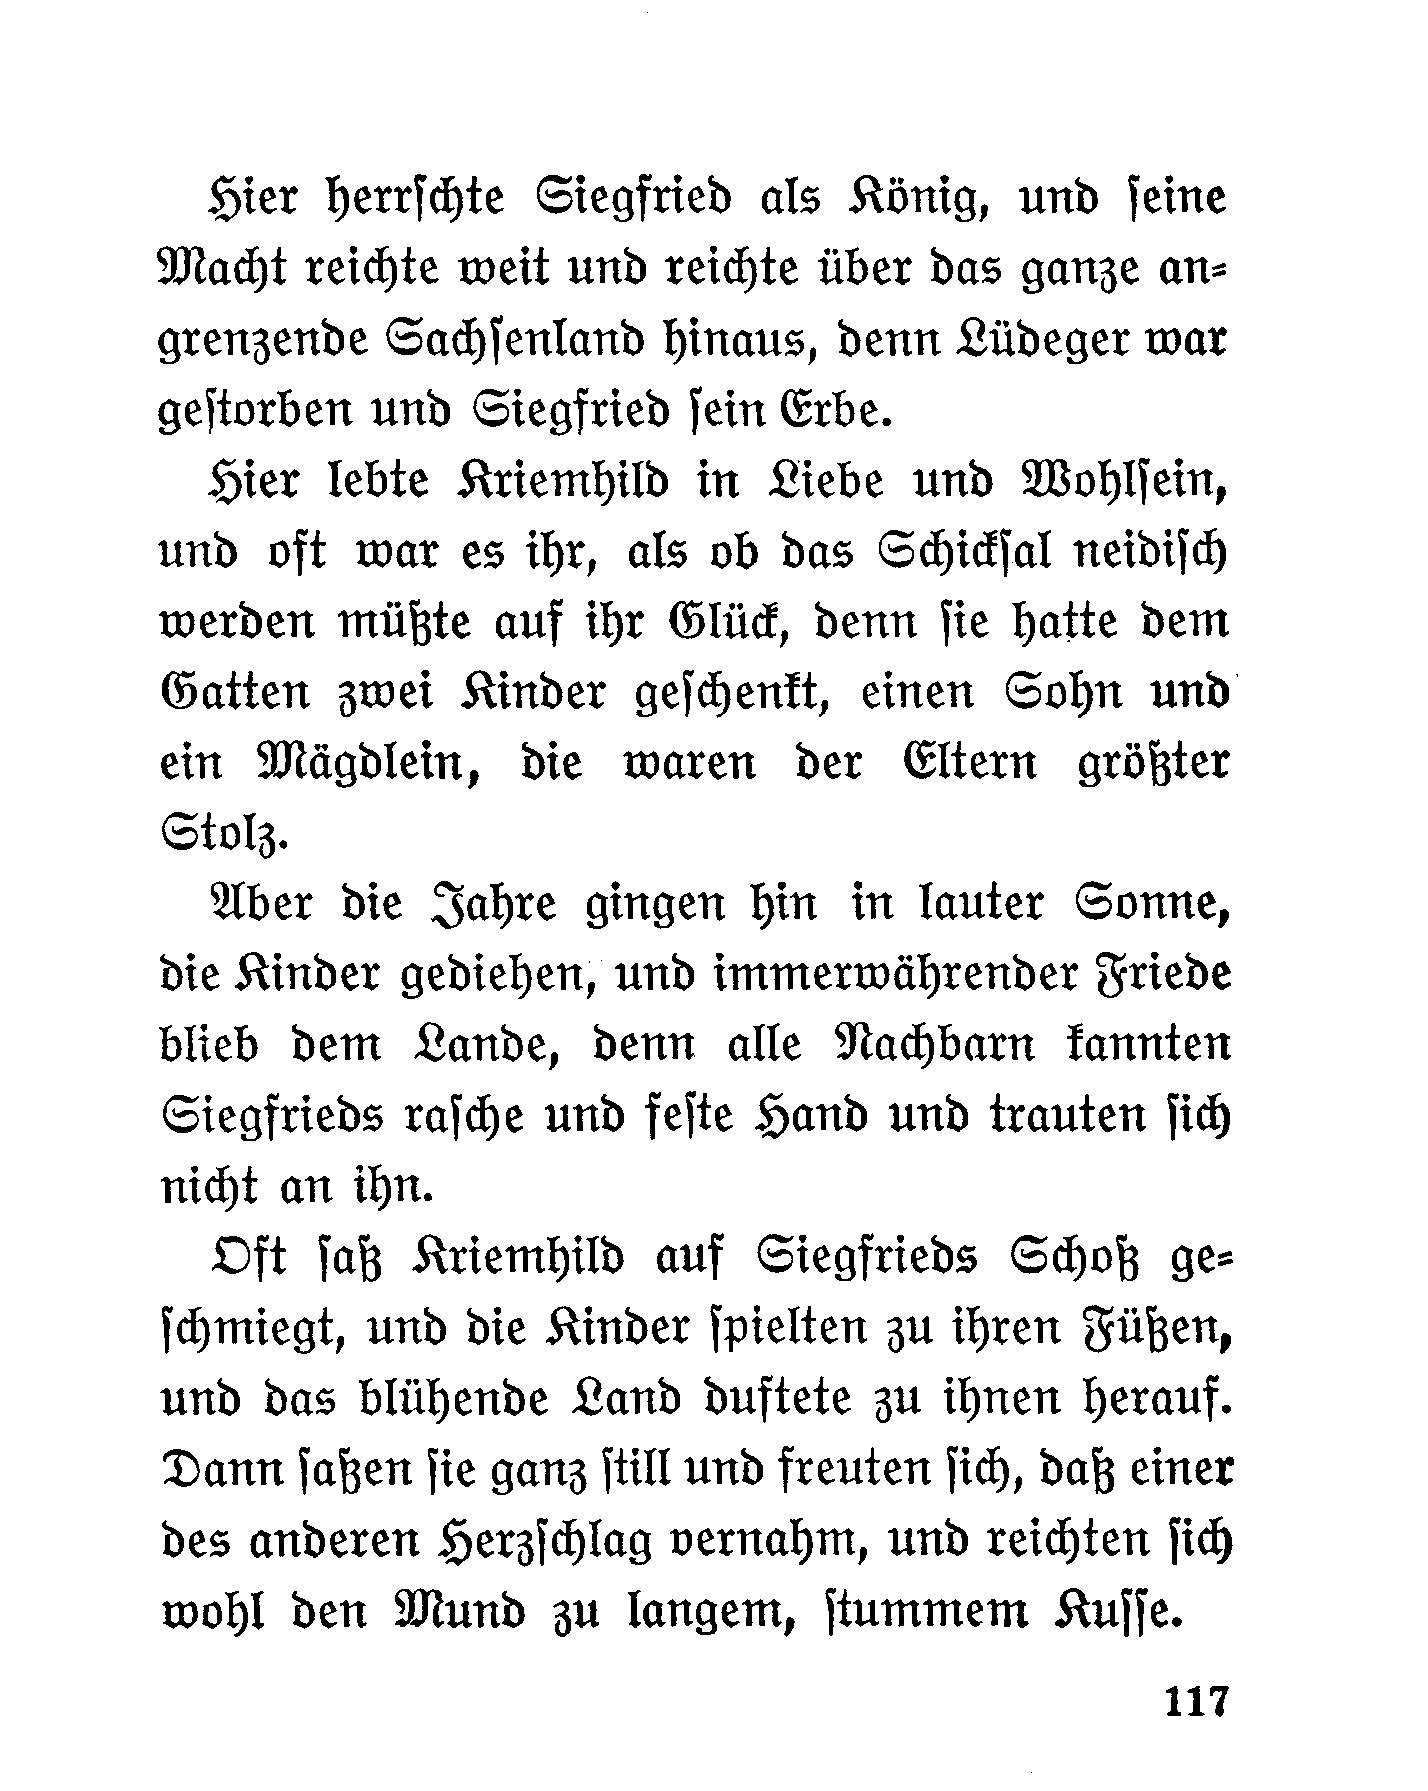 Hier herrſchte Siegfried als König, und ſeine
Macht reichte weit und reichte über das ganze an⸗
grenzende Sachſenland hinaus, denn Lüdeger war
geſtorben und Siegfried ſein Erbe.
Hier lebte Kriemhild in Liebe und Wohlſein,
und oft war es ihr, als ob das Schickſal neidiſch
werden müßte auf ihr Glück, denn ſie hatte dem
Gatten zwei Kinder geſchenkt, einen Sohn und
ein Mägdlein, die waren der Eltern größter
Stolz.
Aber die Jahre gingen hin in lauter Sonne,
die Kinder gediehen, und immerwährender Friede
blieb dem Lande, denn alle Nachbarn kannten
Siegfrieds raſche und feſte Hand und trauten ſich
nicht an ihn.
Oft ſaß Kriemhild auf Siegfrieds Schoß ge⸗
ſchmiegt, und die Kinder ſpielten zu ihren Füßen,
und das blühende Land duftete zu ihnen herauf.
Dann ſaßen ſie ganz ſtill und freuten ſich, daß einer
des anderen Herzſchlag vernahm, und reichten ſich
wohl den Mund zu langem, ſtummem Kuſſe.
117